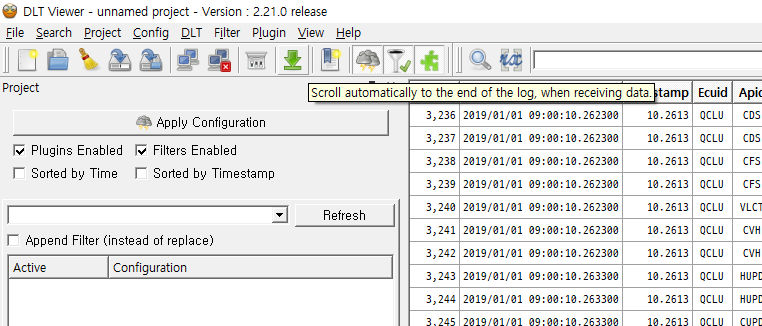 DLT Viewer - unnamed project - Version : 2.21.0 release
File Search Project Config DLT Filter Plugin View Help
Project
Scroll automatically to the end of the log, when receiving data.
stamp Ecuid Apic
Apply Configuration
Plugins Enabled Filters Enabled
Sorted by Time Sorted by Timestamp
Refresh
Append Filter (instead of replace)
Active Configuration
3,236 2019/01/01 09:00:10.262300 10.2613 QCLU CDS
3,237 2019/01/01 09:00:10.262300 10.2613 QCLU CDS
3,238 2019/01/01 09:00:10.262300 10.2613 QCLU CFS
3,239 2019/01/01 09:00:10.262300 10.2613 QCLU CFS
3,240 2019/01/01 09:00:10.262300 10.2613 QCLU VLCT
3,241 2019/01/01 09:00:10.262300 10.2613 QCLU CVH
3,242 2019/01/01 09:00:10.262300 10.2613 QCLU CVH
3,243 2019/01/01 09:00:10.263300 10.2613 QCLU HUPD
3,244 2019/01/01 09:00:10.263300 10.2613 QCLU HUPD
3,245 2019/01/01 09:00:10.263300 10.2613 QCLU CUPD